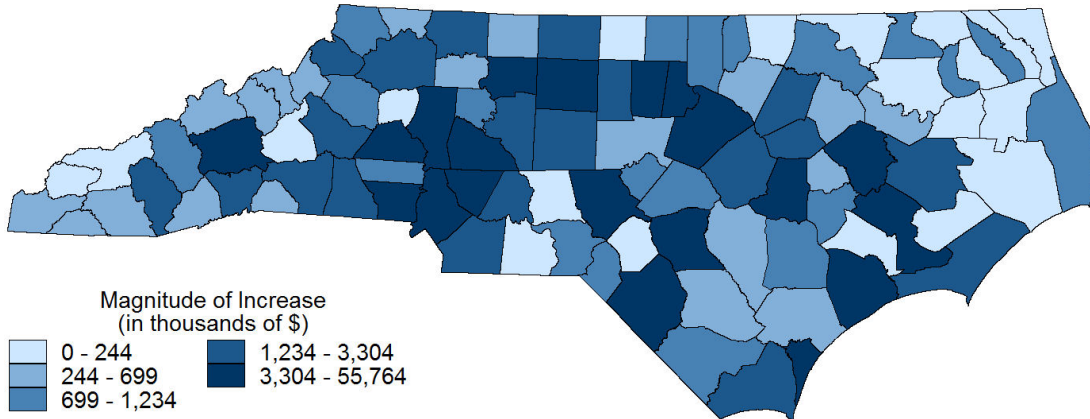 Magnitude of Increase
(in thousands of $)
0 - 244
244 - 699
699 - 1,234
1,234 - 3,304
3,304 - 55,764